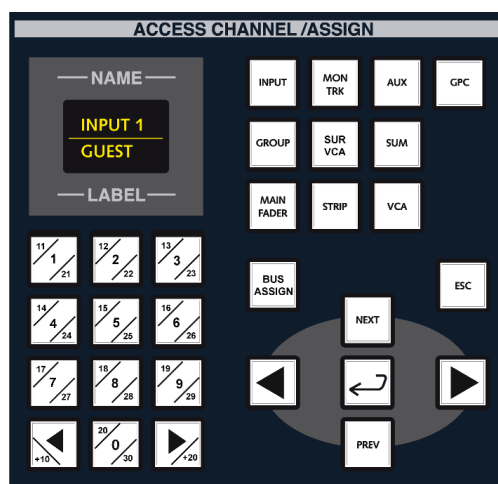 ACCESS CHANNEL /ASSIGN
NAME
INPUT 1
GUEST
LABEL
INPUT
MON
TRK
AUX
GPC
GROUP
SUR
VCA
SUM
MAIN
FADER
STRIP
VCA
11 1 21
12 2 22
13 3 23
14 4 24
15 5 25
16 6 26
17 7 27
18 8 28
19 9 29
+10
20 0 30
+20
BUS
ASSIGN
ESC
NEXT
PREV